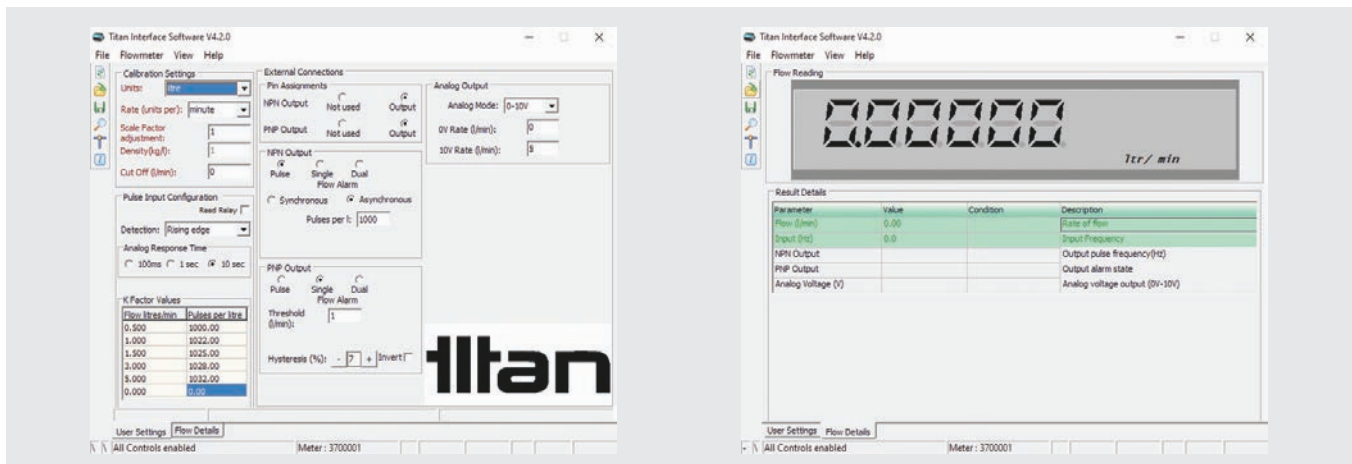 Titan Interface Software V4.2.0
File Flowmeter View Help
Calibration Settings
Units: litre
Rate (units per): minute
Scale Factor adjustment: 1
Density(kg/l): 1
Cut Off (l/min): 0
Pulse Input Configuration
Reed Relay
Detection: Rising edge
Analog Response Time
100ms 1 sec 10 sec
K Factor Values
Flow litres/min Pulses per litre
0.500 1000.00
1.000 1022.00
1.500 1025.00
3.000 1028.00
5.000 1032.00
0.000 0.00
External Connections
Pin Assignments
NPN Output Not used Output
PNP Output Not used Output
NPN Output
Pulse Single Dual
Flow Alarm
Synchronous Asynchronous
Pulses per l: 1000
PNP Output
Pulse Single Dual
Flow Alarm
Threshold (l/min): 1
Hysteresis (%): - 7 + Invert
Analog Output
Analog Mode: 0-10V
0V Rate (l/min): 0
10V Rate (l/min): 5
titan
User Settings Flow Details
All Controls enabled Meter : 3700001
Titan Interface Software V4.2.0
File Flowmeter View Help
Flow Reading
0.00000
ltr/ min
Result Details
Parameter Value Condition Description
Flow (l/min) 0.00 Rate of flow
Input (Hz) 0.0 Input Frequency
NPN Output Output pulse frequency(Hz)
PNP Output Output alarm state
Analog Voltage (V) Analog voltage output (0V-10V)
User Settings Flow Details
All Controls enabled Meter : 3700001